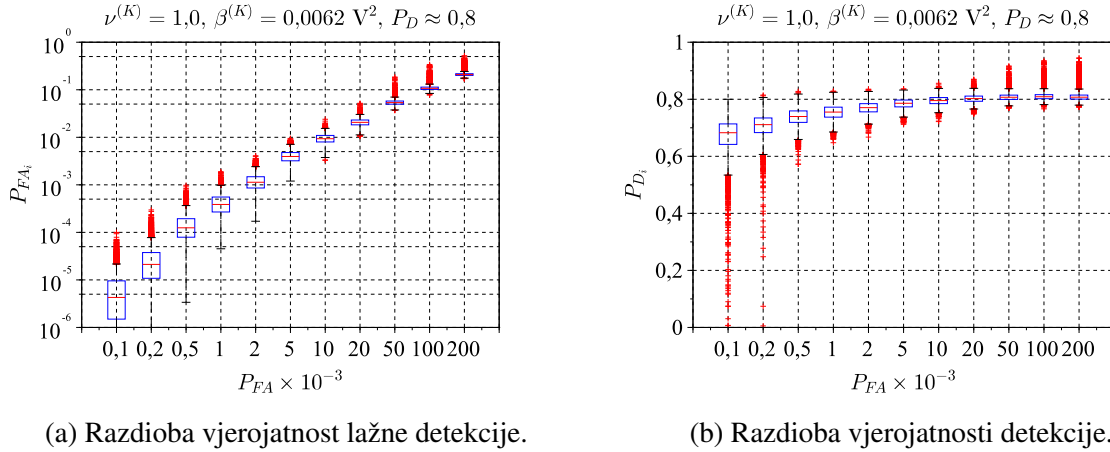 ν^(K) = 1,0, β^(K) = 0,0062 V², P_D ≈ 0,8
10^0
10^-1
10^-2
10^-3
10^-4
10^-5
10^-6
P_FA_i
0,1 0,2 0,5 1 2 5 10 20 50 100 200
P_FA × 10^−3
(a) Razdioba vjerojatnost lažne detekcije.
ν^(K) = 1,0, β^(K) = 0,0062 V², P_D ≈ 0,8
1
0,8
0,6
0,4
0,2
0
P_D_i
0,1 0,2 0,5 1 2 5 10 20 50 100 200
P_FA × 10^−3
(b) Razdioba vjerojatnosti detekcije.